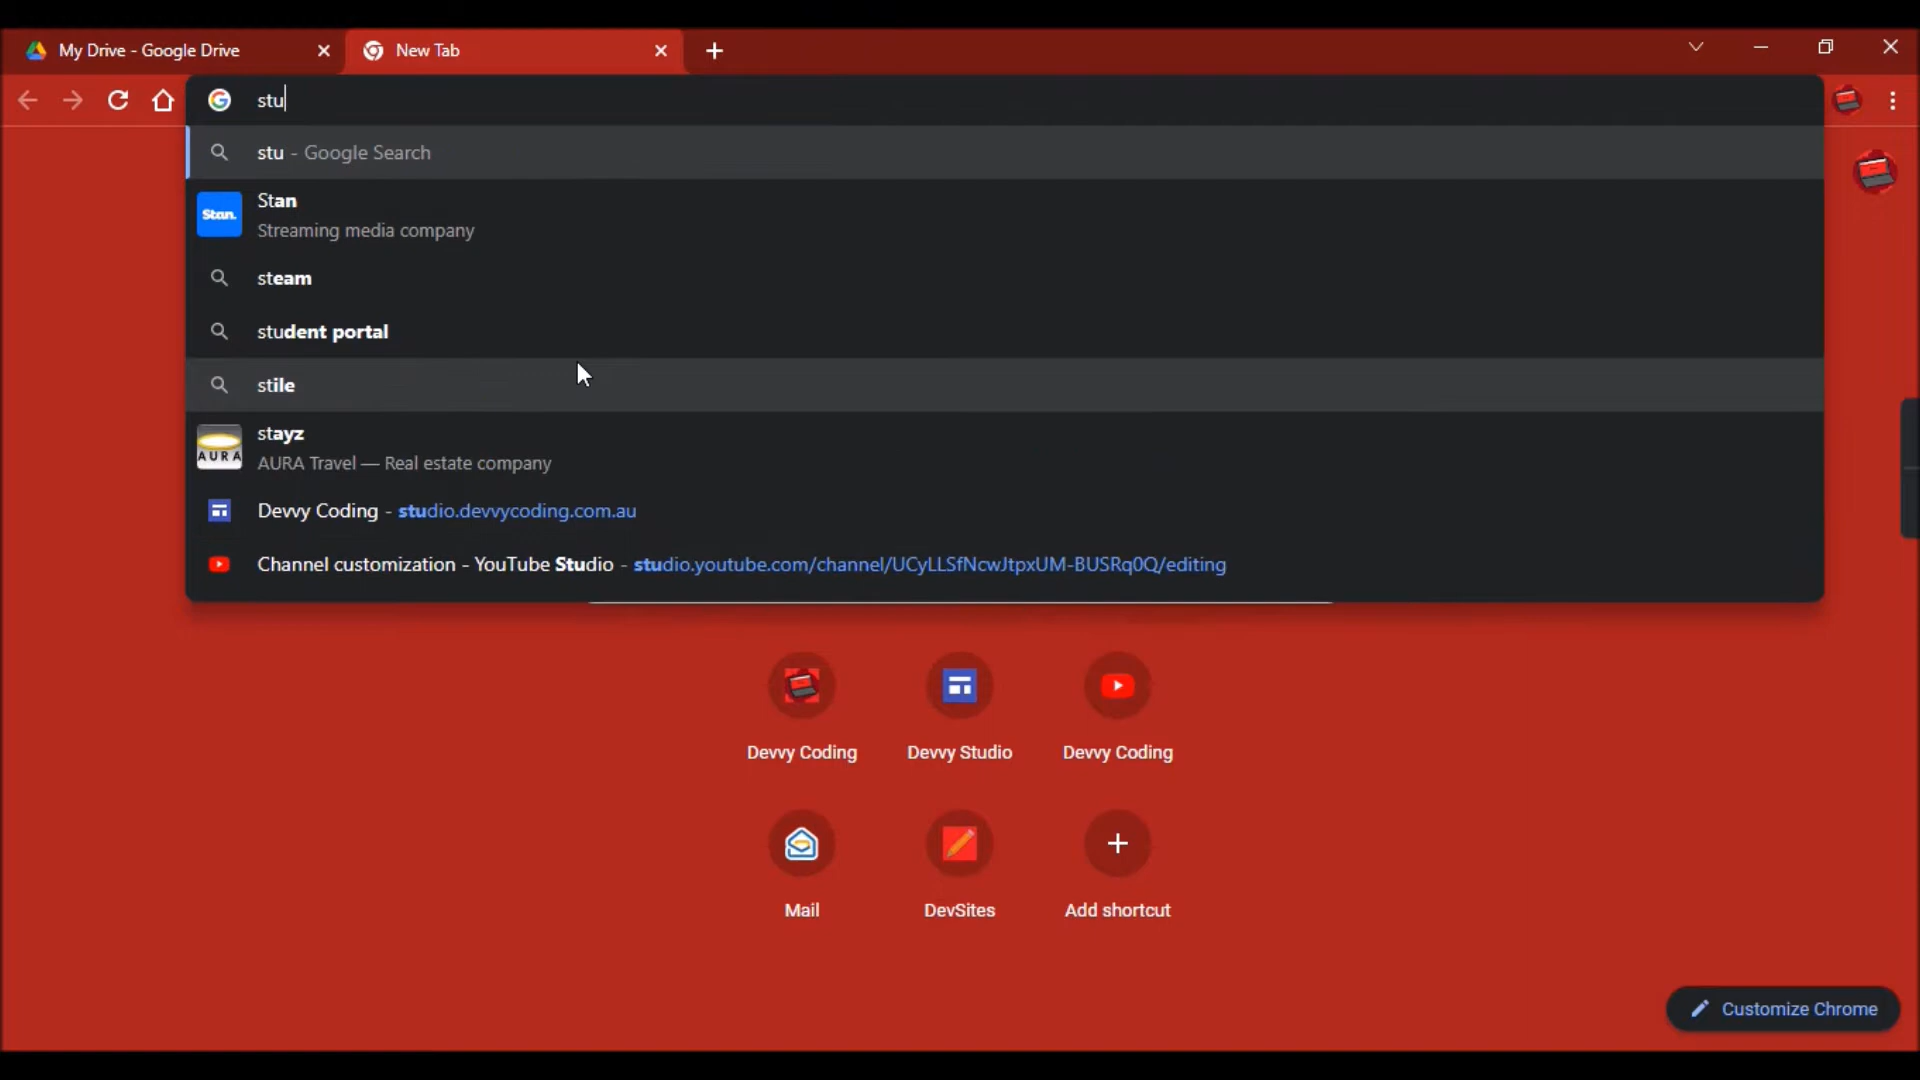 My Drive - Google Drive
New Tab
stu
stu - Google Search
Stan.
Stan
Streaming media company
steam
student portal
stile
AURA
stayz
AURA Travel — Real estate company
Devvy Coding - studio.devvycoding.com.au
Channel customization - YouTube Studio - studio.youtube.com/channel/UCyLLSfNcwJtpxUM-BUSRq0Q/editing
Devvy Coding
Devvy Studio
Devvy Coding
Mail
DevSites
Add shortcut
Customize Chrome